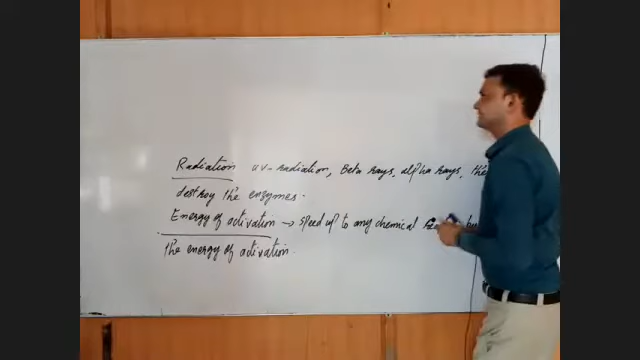 Radiation UV-Radiation, Beta Rays, alpha Rays, the
destroy the enzymes.
Energy of activation → speed up to any chemical
the energy of activation.